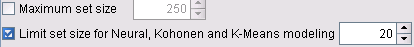 Maximum set size 250
Limit set size for Neural, Kohonen and K-Means modeling 20